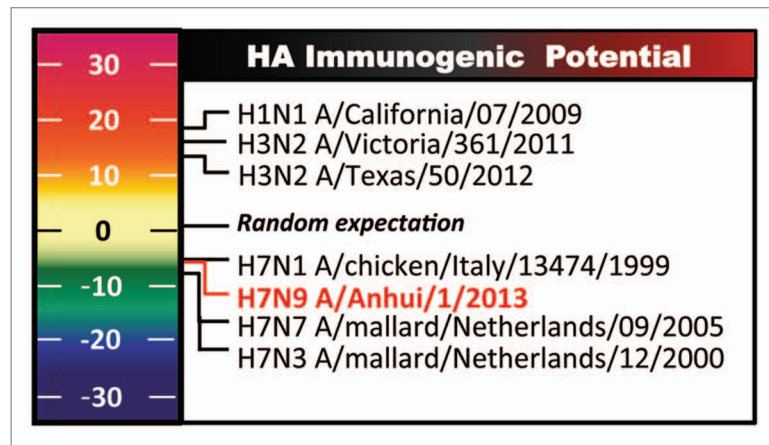 HA Immunogenic Potential
30
20
10
0
-10
-20
-30
H1N1 A/California/07/2009
H3N2 A/Victoria/361/2011
H3N2 A/Texas/50/2012
Random expectation
H7N1 A/chicken/Italy/13474/1999
H7N9 A/Anhui/1/2013
H7N7 A/mallard/Netherlands/09/2005
H7N3 A/mallard/Netherlands/12/2000